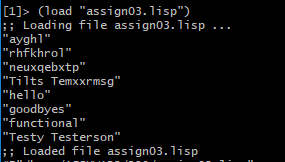 [1]> (load "assign03.lisp")
;; Loading file assign03.lisp ...
"ayghl"
"rhfkhrol"
"neuxqebxtp"
"Tilts Temxxrmsg"
"hello"
"goodbyes"
"functional"
"Testy Testerson"
;; Loaded file assign03.lisp